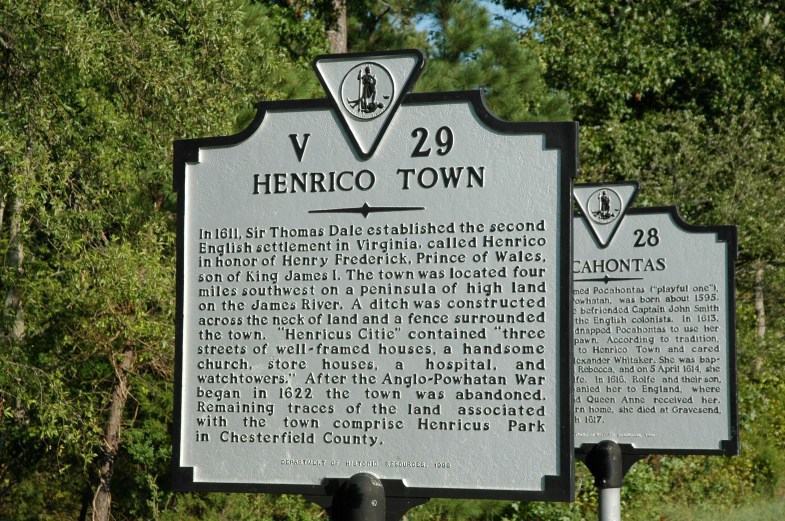 V 29
HENRICO TOWN
In 1611, Sir Thomas Dale established the second
English settlement in Virginia, called Henrico
in honor of Henry Frederick, Prince of Wales,
son of King James I. The town was located four
miles southwest on a peninsula of high land
on the James River. A ditch was constructed
across the neck of land and a fence surrounded
the town. "Henricus Citie" contained "three
streets of well-framed houses, a handsome
church, store houses, a hospital, and
watchtowers." After the Anglo-Powhatan War
began in 1622 the town was abandoned.
Remaining traces of the land associated
with the town comprise Henricus Park
in Chesterfield County.
DEPARTMENT OF HISTORIC RESOURCES, 1998
28
CAHONTAS
med Pocahontas ("playful one"),
owhatan, was born about 1595.
befriended Captain John Smith
the English colonists. In 1613,
dnapped Pocahontas to use her
pawn. According to tradition,
to Henrico Town and cared
lexander Whitaker. She was bap-
Rebecca, and on 5 April 1614, she
fe. In 1616, Rolfe and their son,
anied her to England, where
d Queen Anne received her.
rn home, she died at Gravesend,
h 1617.